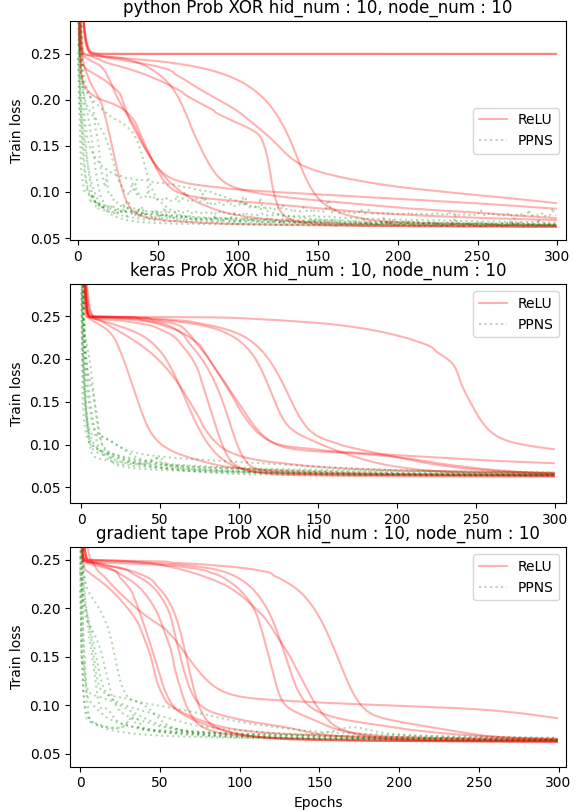 python Prob XOR hid_num : 10, node_num : 10
Train loss
0.25
0.20
0.15
0.10
0.05
ReLU
PPNS
0 50 100 150 200 250 300
keras Prob XOR hid_num : 10, node_num : 10
Train loss
0.25
0.20
0.15
0.10
0.05
ReLU
PPNS
0 50 100 150 200 250 300
gradient tape Prob XOR hid_num : 10, node_num : 10
Train loss
0.25
0.20
0.15
0.10
0.05
ReLU
PPNS
0 50 100 150 200 250 300
Epochs